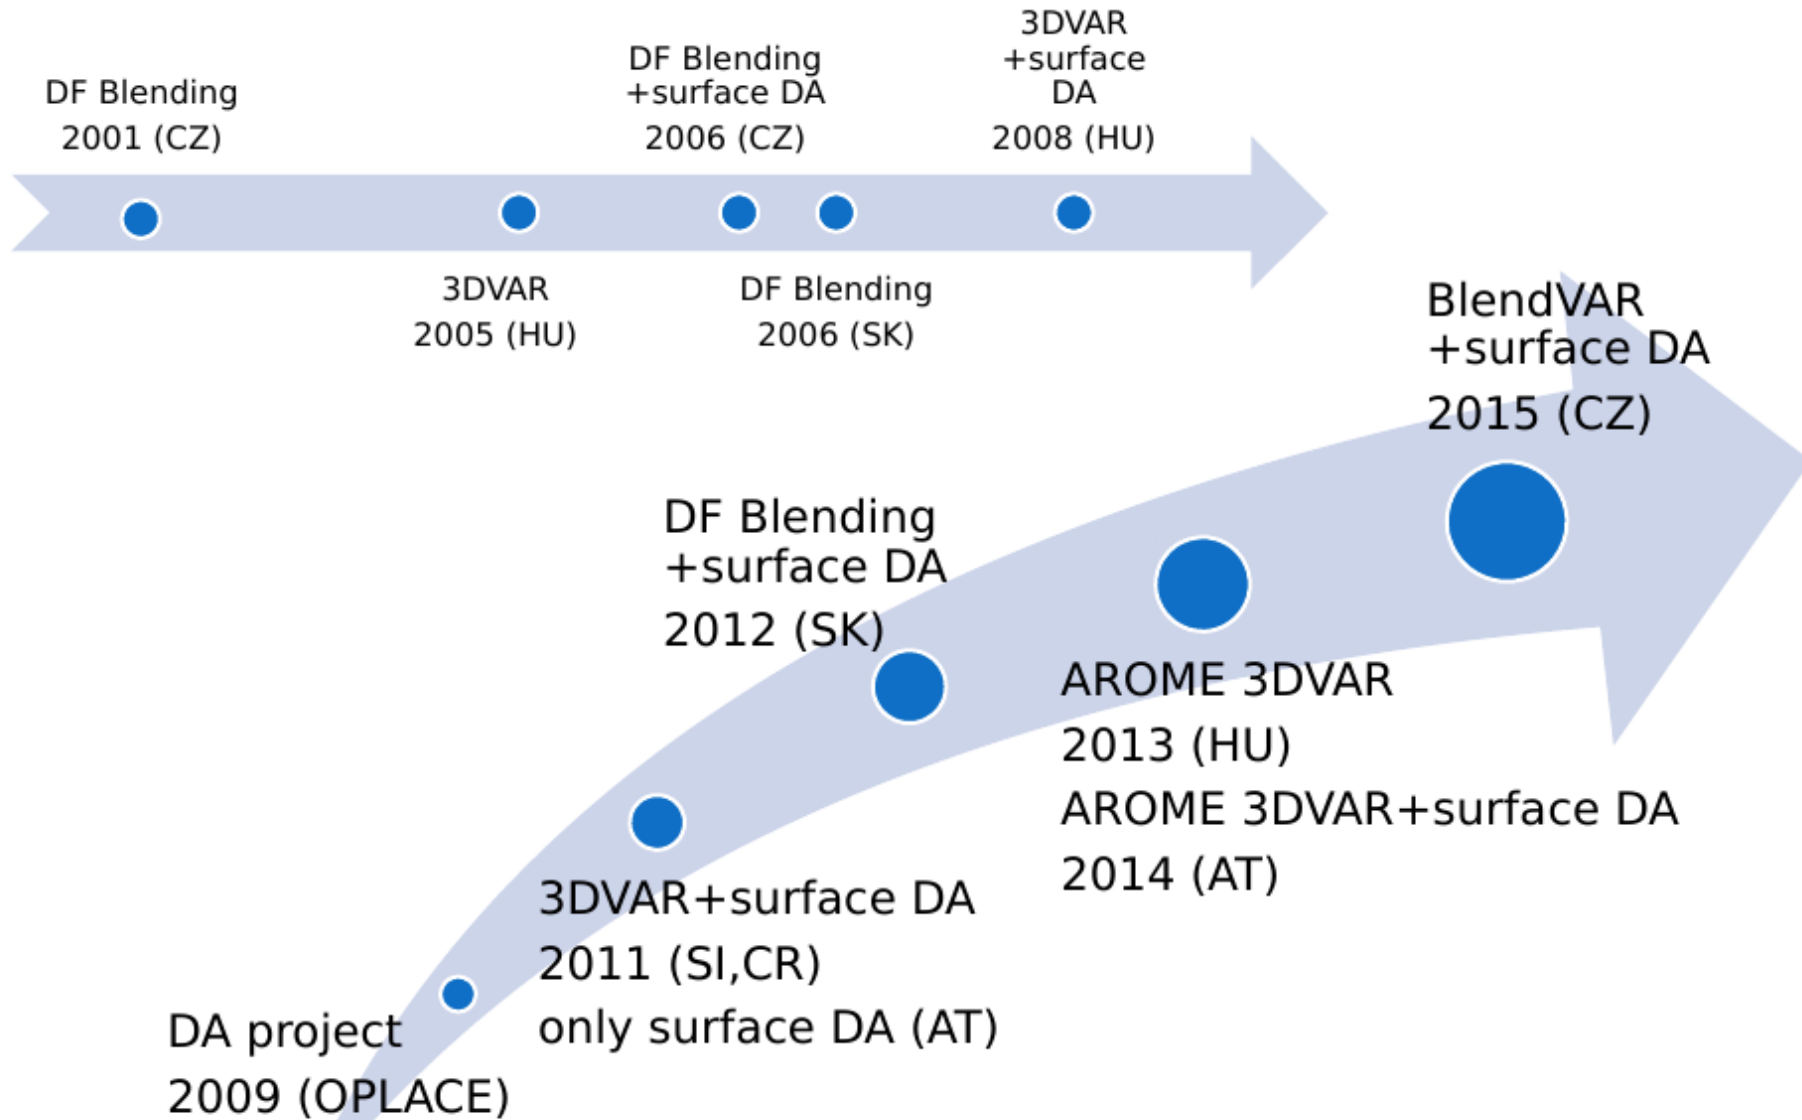 DF Blending
2001 (CZ)
3DVAR
2005 (HU)
DF Blending
+surface DA
2006 (CZ)
DF Blending
2006 (SK)
3DVAR
+surface
DA
2008 (HU)
DA project
2009 (OPLACE)
3DVAR+surface DA
2011 (SI,CR)
only surface DA (AT)
DF Blending
+surface DA
2012 (SK)
AROME 3DVAR
2013 (HU)
AROME 3DVAR+surface DA
2014 (AT)
BlendVAR
+surface DA
2015 (CZ)